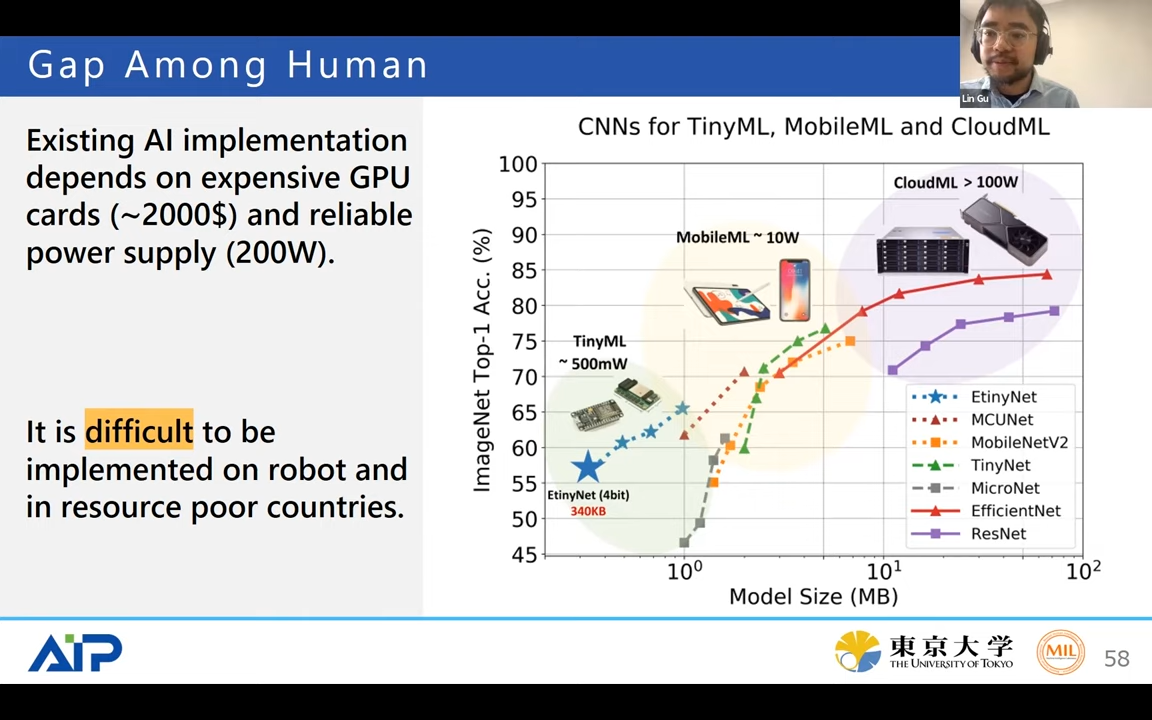 Gap Among Human
Lin Gu
Existing AI implementation
depends on expensive GPU
cards (~2000$) and reliable
power supply (200W).
It is difficult to be
implemented on robot and
in resource poor countries.
CNNs for TinyML, MobileML and CloudML
ImageNet Top-1 Acc. (%)
100
95
90
85
80
75
70
65
60
55
50
45
CloudML > 100W
MobileML ~ 10W
TinyML
~ 500mW
EtinyNet (4bit)
340KB
EtinyNet
MCUNet
MobileNetV2
TinyNet
MicroNet
EfficientNet
ResNet
10⁰
10¹
10²
Model Size (MB)
AIP
東京大学
THE UNIVERSITY OF TOKYO
MIL
58